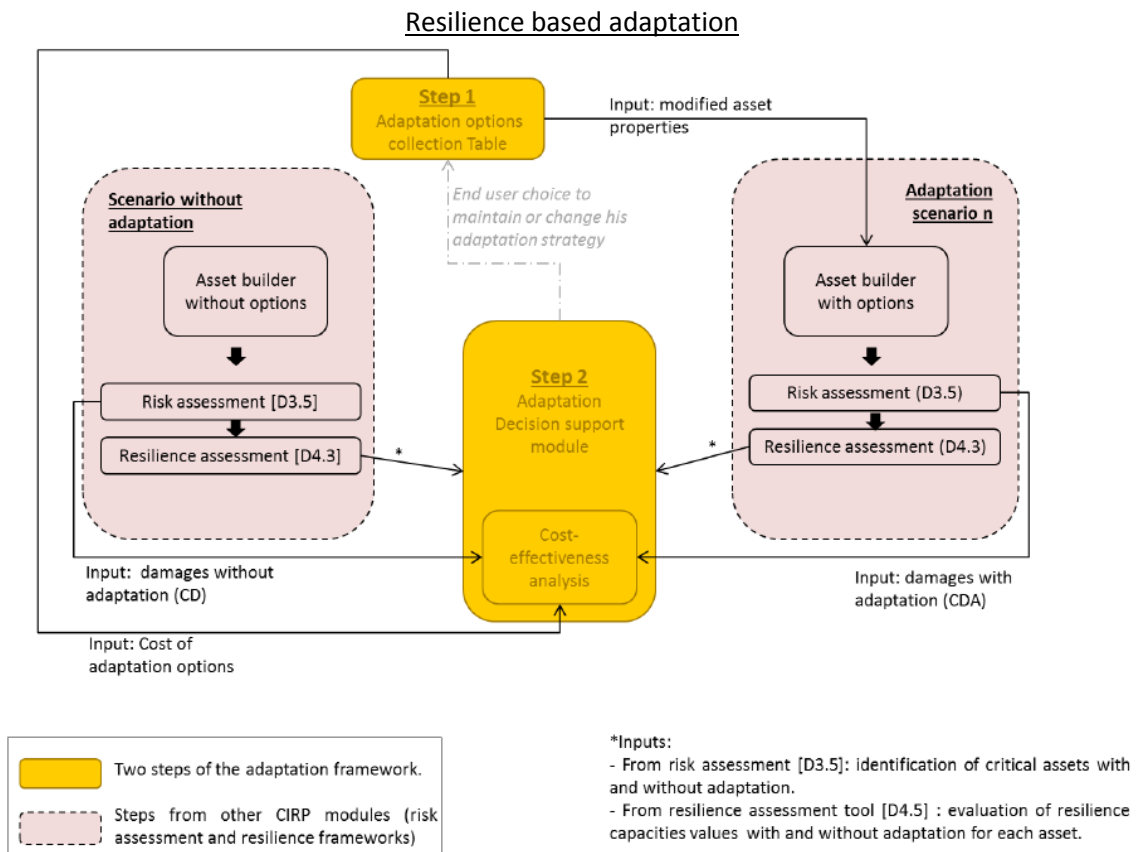 Resilience based adaptation
Step 1
Adaptation options
collection Table
Input: modified asset
properties
Scenario without
adaptation
End user choice to
maintain or change his
adaptation strategy
Adaptation
scenario n
Asset builder
without options
Asset builder
with options
Step 2
Adaptation
Decision support
module
Risk assessment [D3.5]
Risk assessment (D3.5)
Resilience assessment [D4.3]
*
*
Resilience assessment (D4.3)
Cost-
effectiveness
analysis
Input: damages without
adaptation (CD)
Input: damages with
adaptation (CDA)
Input: Cost of
adaptation options
Two steps of the adaptation framework.
Steps from other CIRP modules (risk
assessment and resilience frameworks)
*Inputs:
- From risk assessment [D3.5]: identification of critical assets with
and without adaptation.
- From resilience assessment tool [D4.5] : evaluation of resilience
capacities values with and without adaptation for each asset.